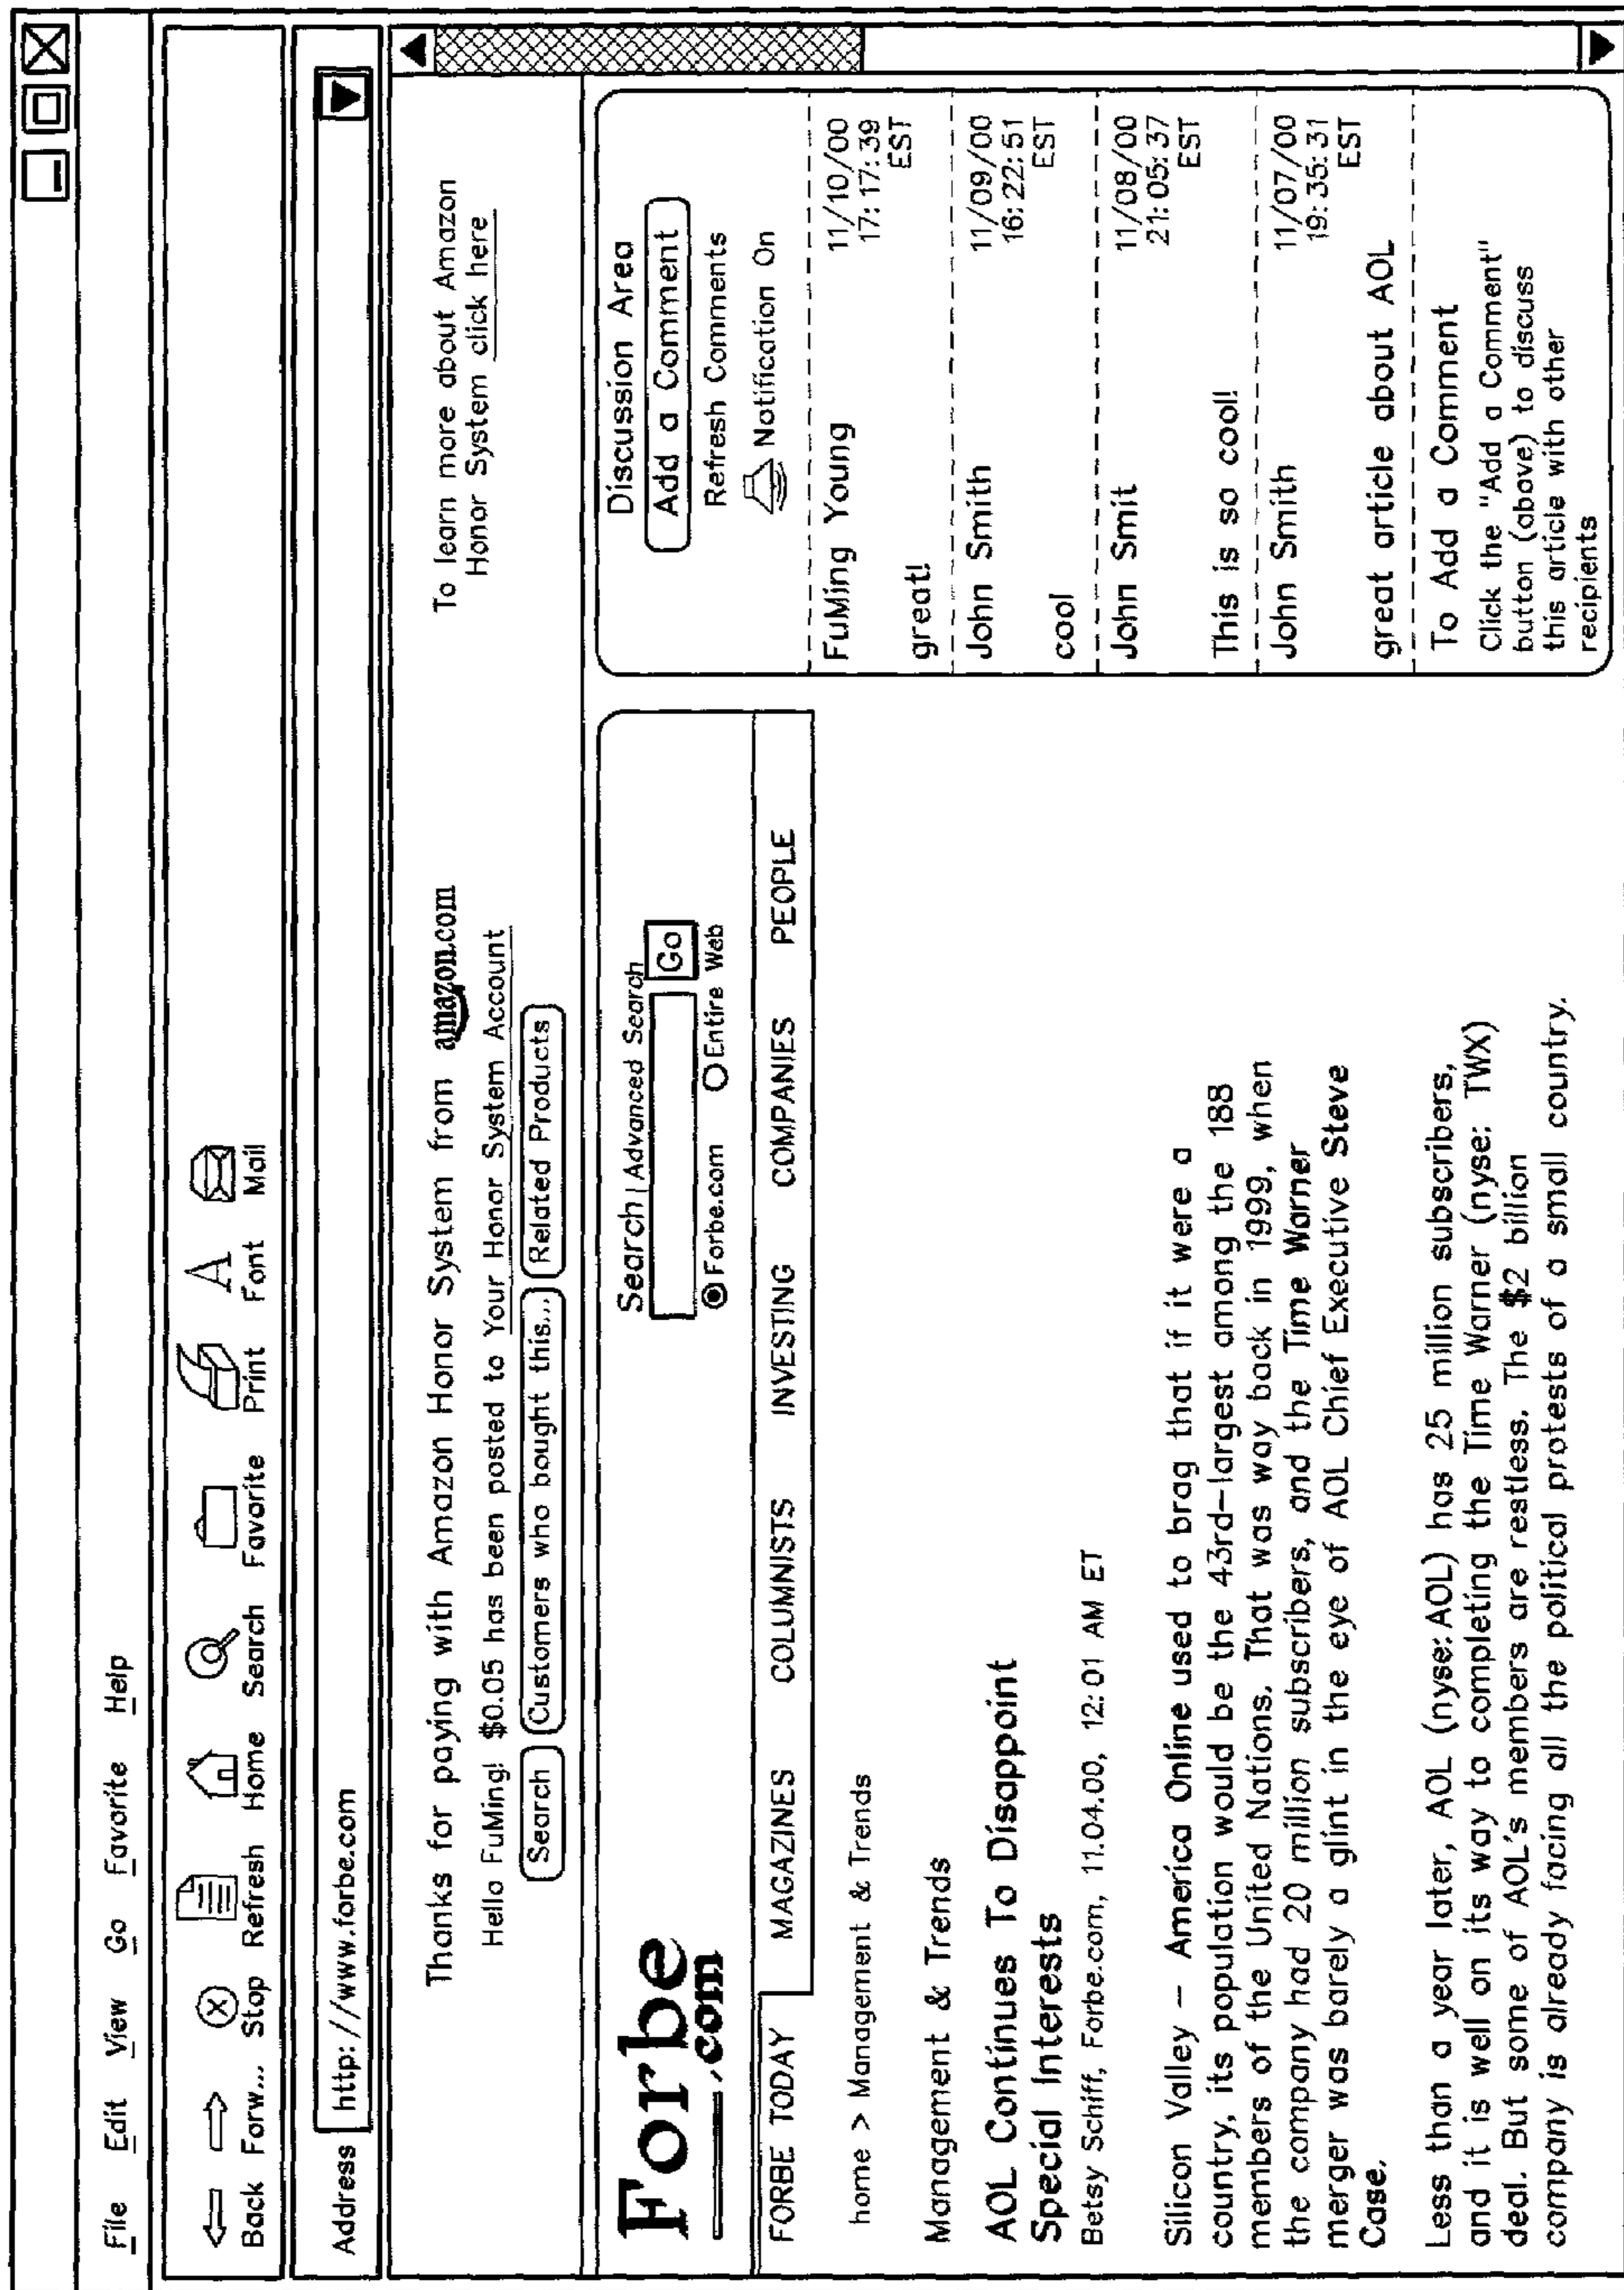 File Edit View Go Favorite Help
Back Forw... Stop Refresh Home Search Favorite Print Font Mail
Address http: //www.forbe.com
Thanks for paying with Amazon Honor System from amazon.com
Hello FuMing! $0.05 has been posted to Your Honor System Account
Search Customers who bought this... Related Products
To learn more about Amazon
Honor System click here
Forbe
.com
Search | Advanced Search
Go
Forbe.com Entire Web
FORBE TODAY MAGAZINES COLUMNISTS INVESTING COMPANIES PEOPLE
home > Management & Trends
Management & Trends
AOL Continues To Disappoint
Special Interests
Betsy Schiff, Forbe.com, 11.04.00, 12:01 AM ET
Silicon Valley – America Online used to brag that if it were a
country, its population would be the 43rd–largest among the 188
members of the United Nations. That was way back in 1999, when
the company had 20 million subscribers, and the Time Warner
merger was barely a glint in the eye of AOL Chief Executive Steve
Case.
Less than a year later, AOL (nyse: AOL) has 25 million subscribers,
and it is well on its way to completing the Time Warner (nyse: TWX)
deal. But some of AOL's members are restless. The $2 billion
company is already facing all the political protests of a small country.
Discussion Area
Add a Comment
Refresh Comments
Notification On
FuMing Young 11/10/00
17:17:39
EST
great!
John Smith 11/09/00
16:22:51
EST
cool
John Smit 11/08/00
21:05:37
EST
This is so cool!
John Smith 11/07/00
19:35:31
EST
great article about AOL
To Add a Comment
Click the "Add a Comment"
button (above) to discuss
this article with other
recipients